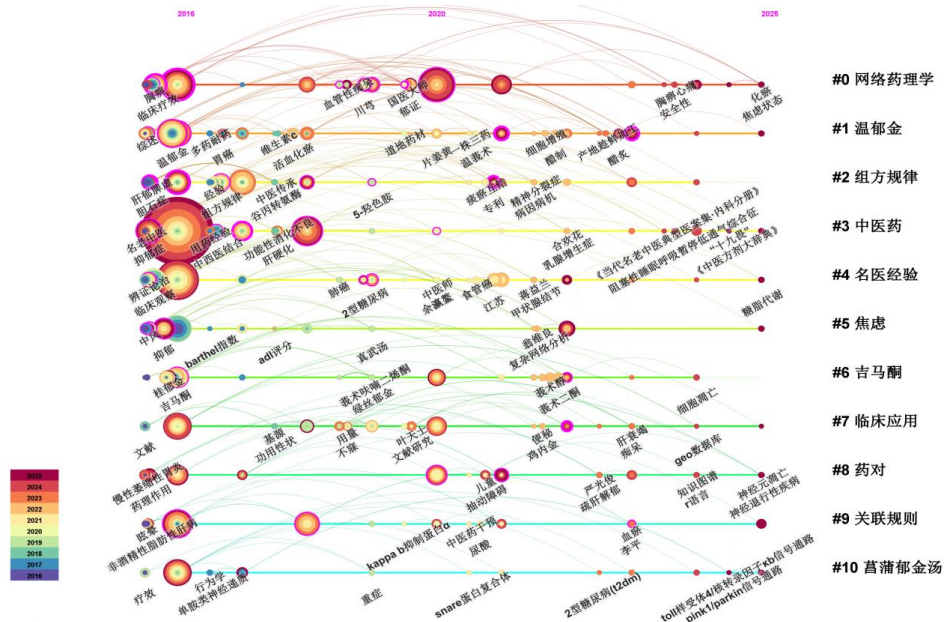 2016
2020
2025
胸痹
临床疗效
血管性痴呆
川芎
国医大师
郁证
胸痹心痛
安全性
化瘀
焦虑状态
#0 网络药理学
综述
温郁金
多药耐药
胃癌
维生素c
活血化瘀
道地药材
片姜黄一株三药
温莪术
细胞增殖
醋制
产地趁鲜加工
醋炙
#1 温郁金
肝郁脾虚
胆石症
经验
组方规律
中医传承
谷丙转氨酶
5-羟色胺
痰瘀互结
专利
精神分裂症
病因病机
#2 组方规律
名老中医
抑郁症
用药经验
中西医结合
功能性消化不良
肝硬化
合欢花
乳腺增生症
《当代名老中医典型医案集·内科分册》
阻塞性睡眠呼吸暂停低通气综合征
“十九畏”
《中医方剂大辞典》
#3 中医药
辨证论治
临床观察
肺癌
2型糖尿病
中医师
余瀛鳌
食管癌
江苏
蒋益兰
甲状腺结节
糖脂代谢
#4 名医经验
中风
抑郁
barthel指数
adl评分
真武汤
翁维良
复杂网络分析
#5 焦虑
桂郁金
吉马酮
莪术呋喃二烯酮
绿丝郁金
莪术醇
莪术二酮
细胞凋亡
#6 吉马酮
文献
基源
功用性状
用量
不寐
叶天士
文献研究
便秘
鸡内金
肝衰竭
痴呆
geo数据库
#7 临床应用
慢性萎缩性胃炎
药理作用
儿童
抽动障碍
严光俊
疏肝解郁
知识图谱
r语言
神经元凋亡
神经退行性疾病
#8 药对
眩晕
非酒精性脂肪性肝病
kappa b抑制蛋白α
中医药干预
尿酸
血瘀
李平
#9 关联规则
疗效
行为学
单胺类神经递质
重症
snare蛋白复合体
2型糖尿病(t2dm)
toll样受体4/核转录因子κb信号通路
pink1/parkin信号通路
#10 菖蒲郁金汤
2025
2024
2023
2022
2021
2020
2019
2018
2017
2016